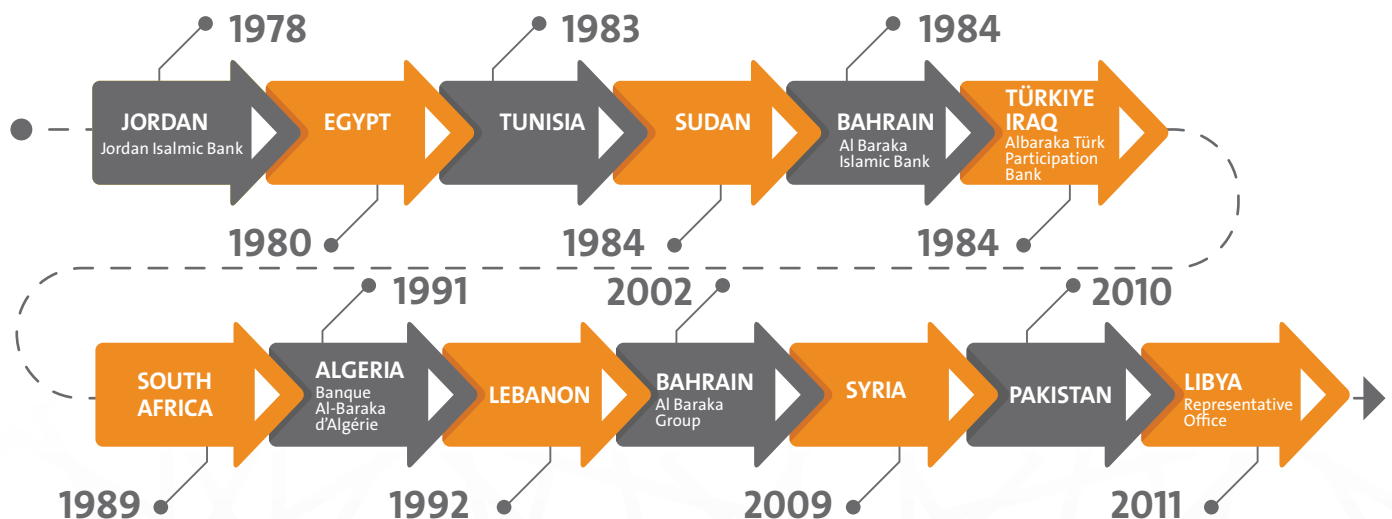 1978
JORDAN
Jordan Isalmic Bank
EGYPT
1980
1983
TUNISIA
SUDAN
1984
1984
BAHRAIN
Al Baraka
Islamic Bank
TÜRKIYE
IRAQ
Albaraka Türk
Participation
Bank
1984
SOUTH
AFRICA
1989
1991
ALGERIA
Banque
Al-Baraka
d'Algérie
LEBANON
1992
2002
BAHRAIN
Al Baraka
Group
SYRIA
2009
2010
PAKISTAN
LIBYA
Representative
Office
2011